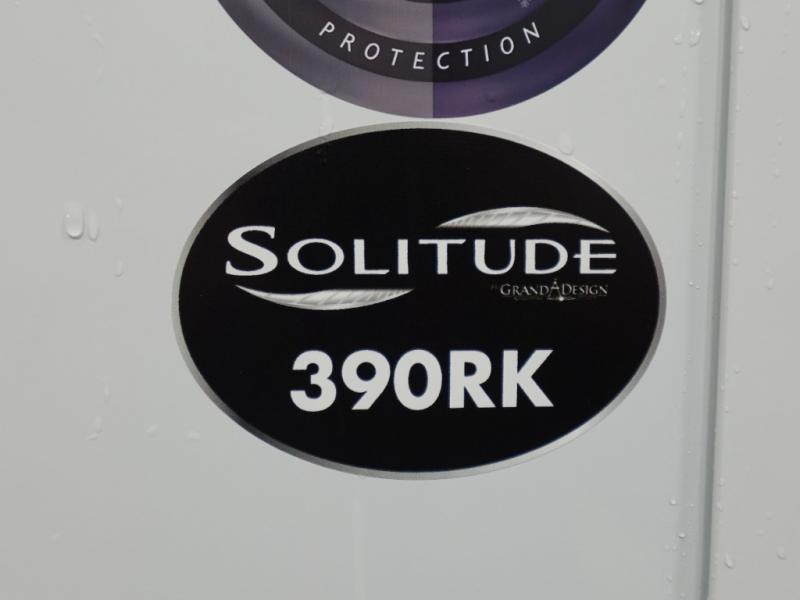 PROTECTION
SOLITUDE
BY GRAND DESIGN
390RK